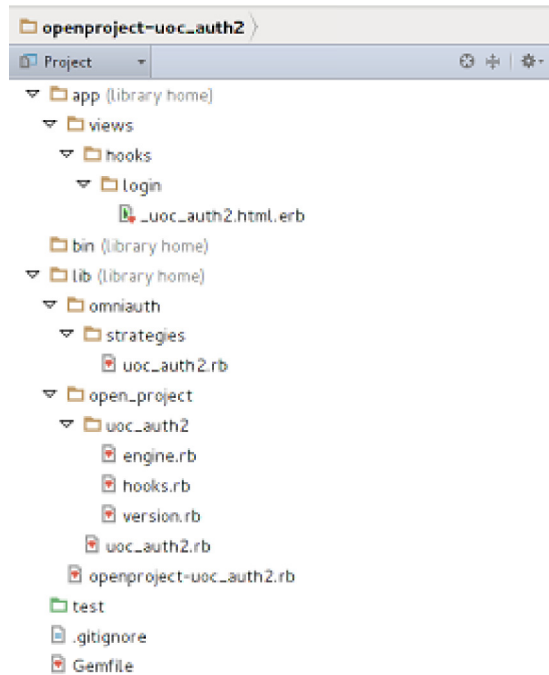 openproject-uoc_auth2
Project
app (library home)
views
hooks
login
_uoc_auth2.html.erb
bin (library home)
lib (library home)
omniauth
strategies
uoc_auth2.rb
open_project
uoc_auth2
engine.rb
hooks.rb
version.rb
uoc_auth2.rb
openproject-uoc_auth2.rb
test
.gitignore
Gemfile